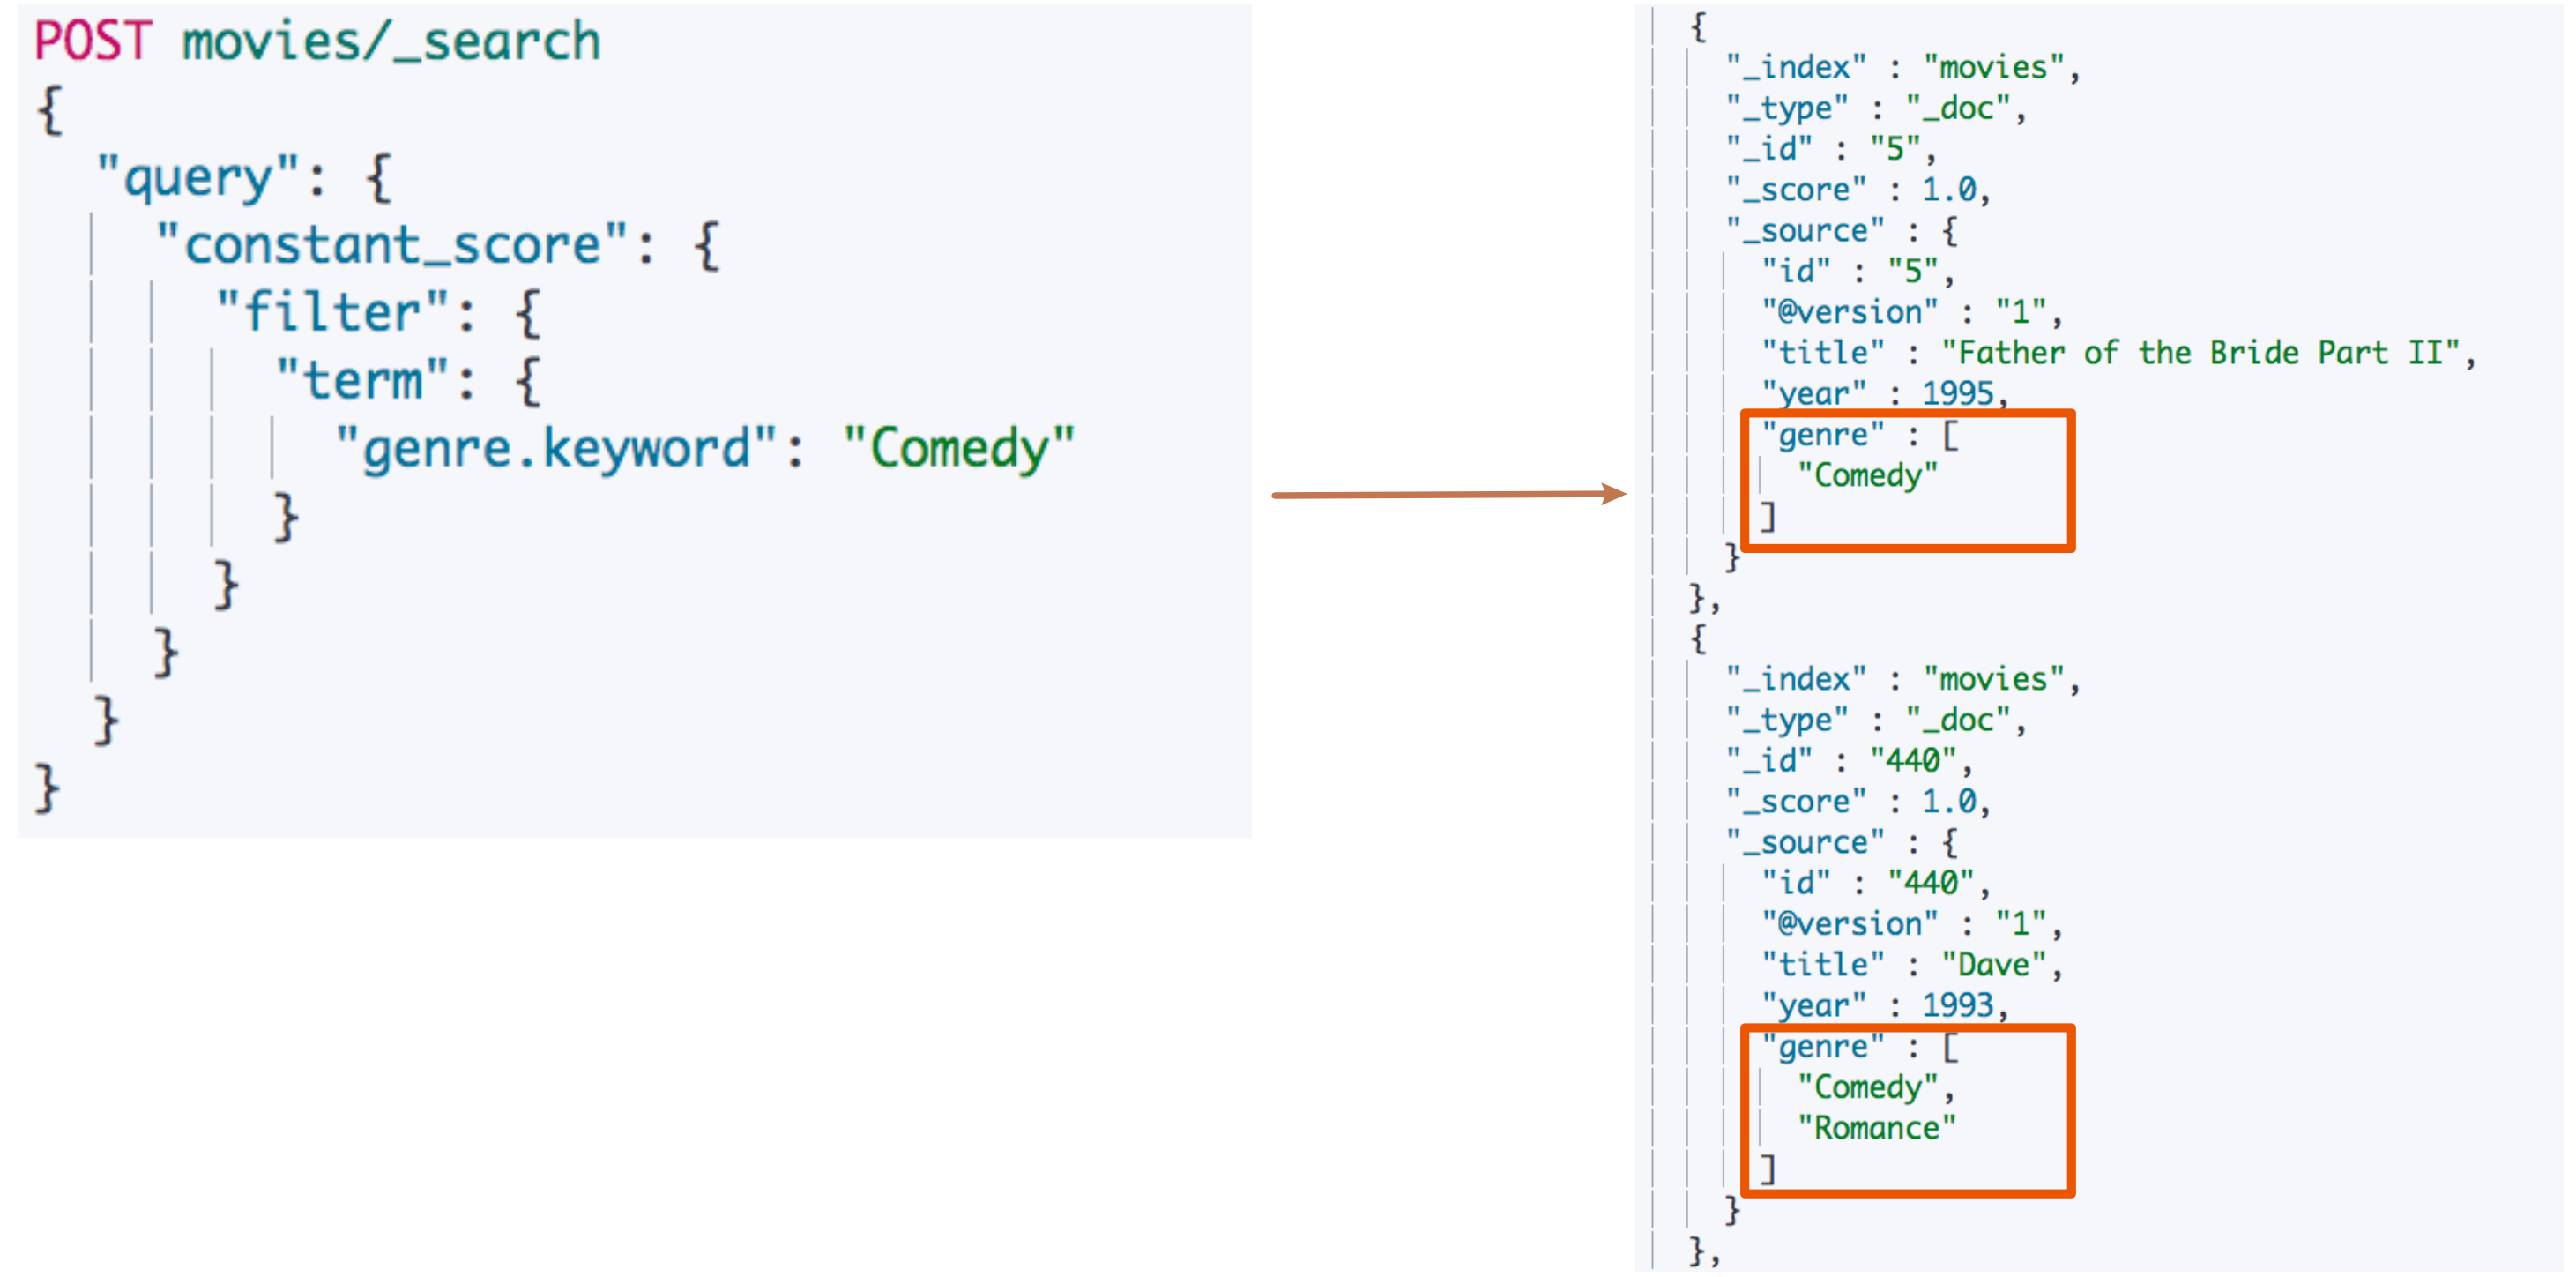 POST movies/_search
{
  "query": {
    "constant_score": {
      "filter": {
        "term": {
          "genre.keyword": "Comedy"
        }
      }
    }
  }
}
{
  "_index" : "movies",
  "_type" : "_doc",
  "_id" : "5",
  "_score" : 1.0,
  "_source" : {
    "id" : "5",
    "@version" : "1",
    "title" : "Father of the Bride Part II",
    "year" : 1995,
    "genre" : [
      "Comedy"
    ]
  }
},
{
  "_index" : "movies",
  "_type" : "_doc",
  "_id" : "440",
  "_score" : 1.0,
  "_source" : {
    "id" : "440",
    "@version" : "1",
    "title" : "Dave",
    "year" : 1993,
    "genre" : [
      "Comedy",
      "Romance"
    ]
  }
},